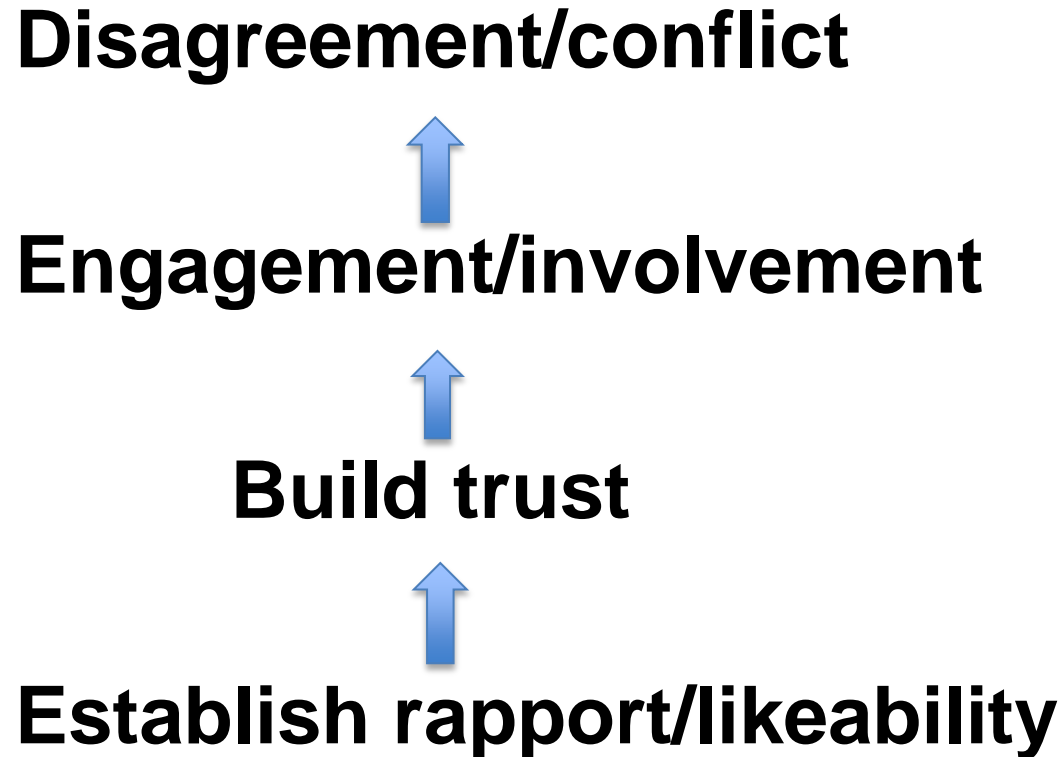 Disagreement/conflict
Engagement/involvement
Build trust
Establish rapport/likeability